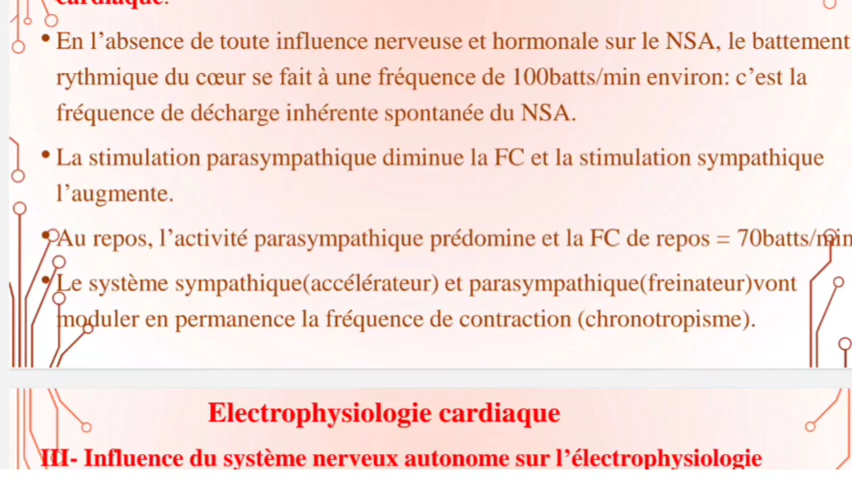 cardiaque:
• En l’absence de toute influence nerveuse et hormonale sur le NSA, le battement
rythmique du cœur se fait à une fréquence de 100batts/min environ: c’est la
fréquence de décharge inhérente spontanée du NSA.
• La stimulation parasympathique diminue la FC et la stimulation sympathique
l’augmente.
• Au repos, l’activité parasympathique prédomine et la FC de repos = 70batts/min
• Le système sympathique(accélérateur) et parasympathique(freinateur)vont
moduler en permanence la fréquence de contraction (chronotropisme).
Electrophysiologie cardiaque
III- Influence du système nerveux autonome sur l’électrophysiologie